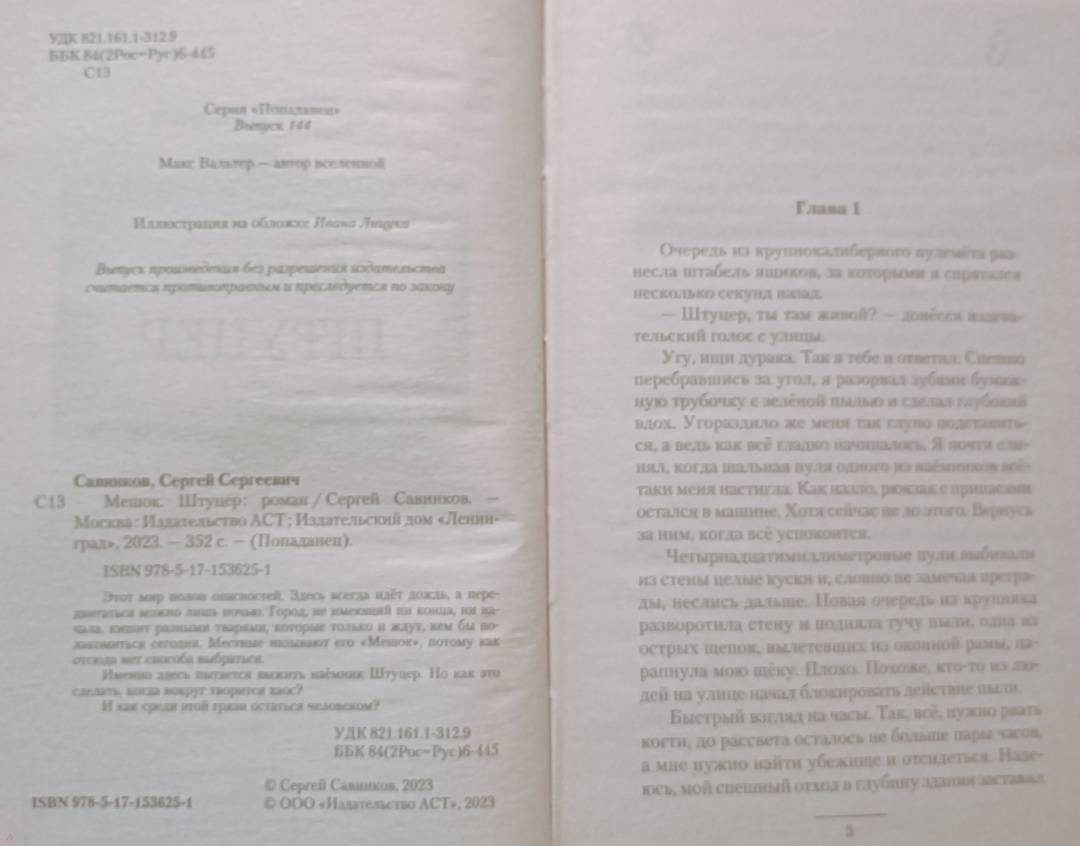 УДК 821.161.1-312.9
ББК 84(2Рос=Рус)6-445
С13
Серия «Попаданец»
Выпуск 144
Макс Вальтер — автор вселенной
Иллюстрация на обложке Ивана
Выпуск произведения без разрешения издательства
считается противоправным и преследуется по закону
Савинков, Сергей Сергеевич
С13 Мешок. Штуцер: роман / Сергей Савинков. —
Москва: Издательство АСТ; Издательский дом «Ленин-
град», 2023. — 352 с. — (Попаданец).
ISBN 978-5-17-153625-1
Этот мир полон опасностей. Здесь всегда идёт дождь, а пере-
двигаться можно лишь ночью. Город, не имеющий ни конца, ни на-
чала, кишит разными тварями, которые только и ждут, кем бы по-
лакомиться сегодня. Местные называют его «Мешок», потому как
отсюда нет способа выбраться.
Именно здесь пытается выжить наёмник Штуцер. Но как это
сделать, когда вокруг творится хаос?
И как среди этой грязи остаться человеком?
УДК 821.161.1-312.9
ББК 84(2Рос=Рус)6-445
© Сергей Савинков, 2023
ISBN 978-5-17-153625-1 © ООО «Издательство АСТ», 2023
Глава 1
Очередь из крупнокалиберного пулемёта раз-
несла штабель ящиков, за которыми я спрятался
несколько секунд назад.
— Штуцер, ты там живой? — донёсся издева-
тельский голос с улицы.
Угу, ищи дурака. Так я тебе и ответил. Спешно
перебравшись за угол, я разорвал зубами бумаж-
ную трубочку с зелёной пылью и сделал глубокий
вдох. Угораздило же меня так глупо подставить-
ся, а ведь как всё гладко начиналось. Я почти сли-
нял, когда шальная пуля одного из наёмников всё-
таки меня настигла. Как назло, рюкзак с припасами
остался в машине. Хотя сейчас не до этого. Вернусь
за ним, когда всё успокоится.
Четырнадцатимиллиметровые пули выбивали
из стены целые куски и, словно не замечая прегра-
ды, неслись дальше. Новая очередь из крупняка
разворотила стену и подняла тучу пыли, одна из
острых щепок, вылетевших из оконной рамы, ца-
рапнула мою щёку. Плохо. Похоже, кто-то из лю-
дей на улице начал блокировать действие пыли.
Быстрый взгляд на часы. Так, всё, нужно рвать
когти, до рассвета осталось не больше пары часов,
а мне нужно найти убежище и отсидеться. Наде-
юсь, мой спешный отход в глубину здания заставил
5